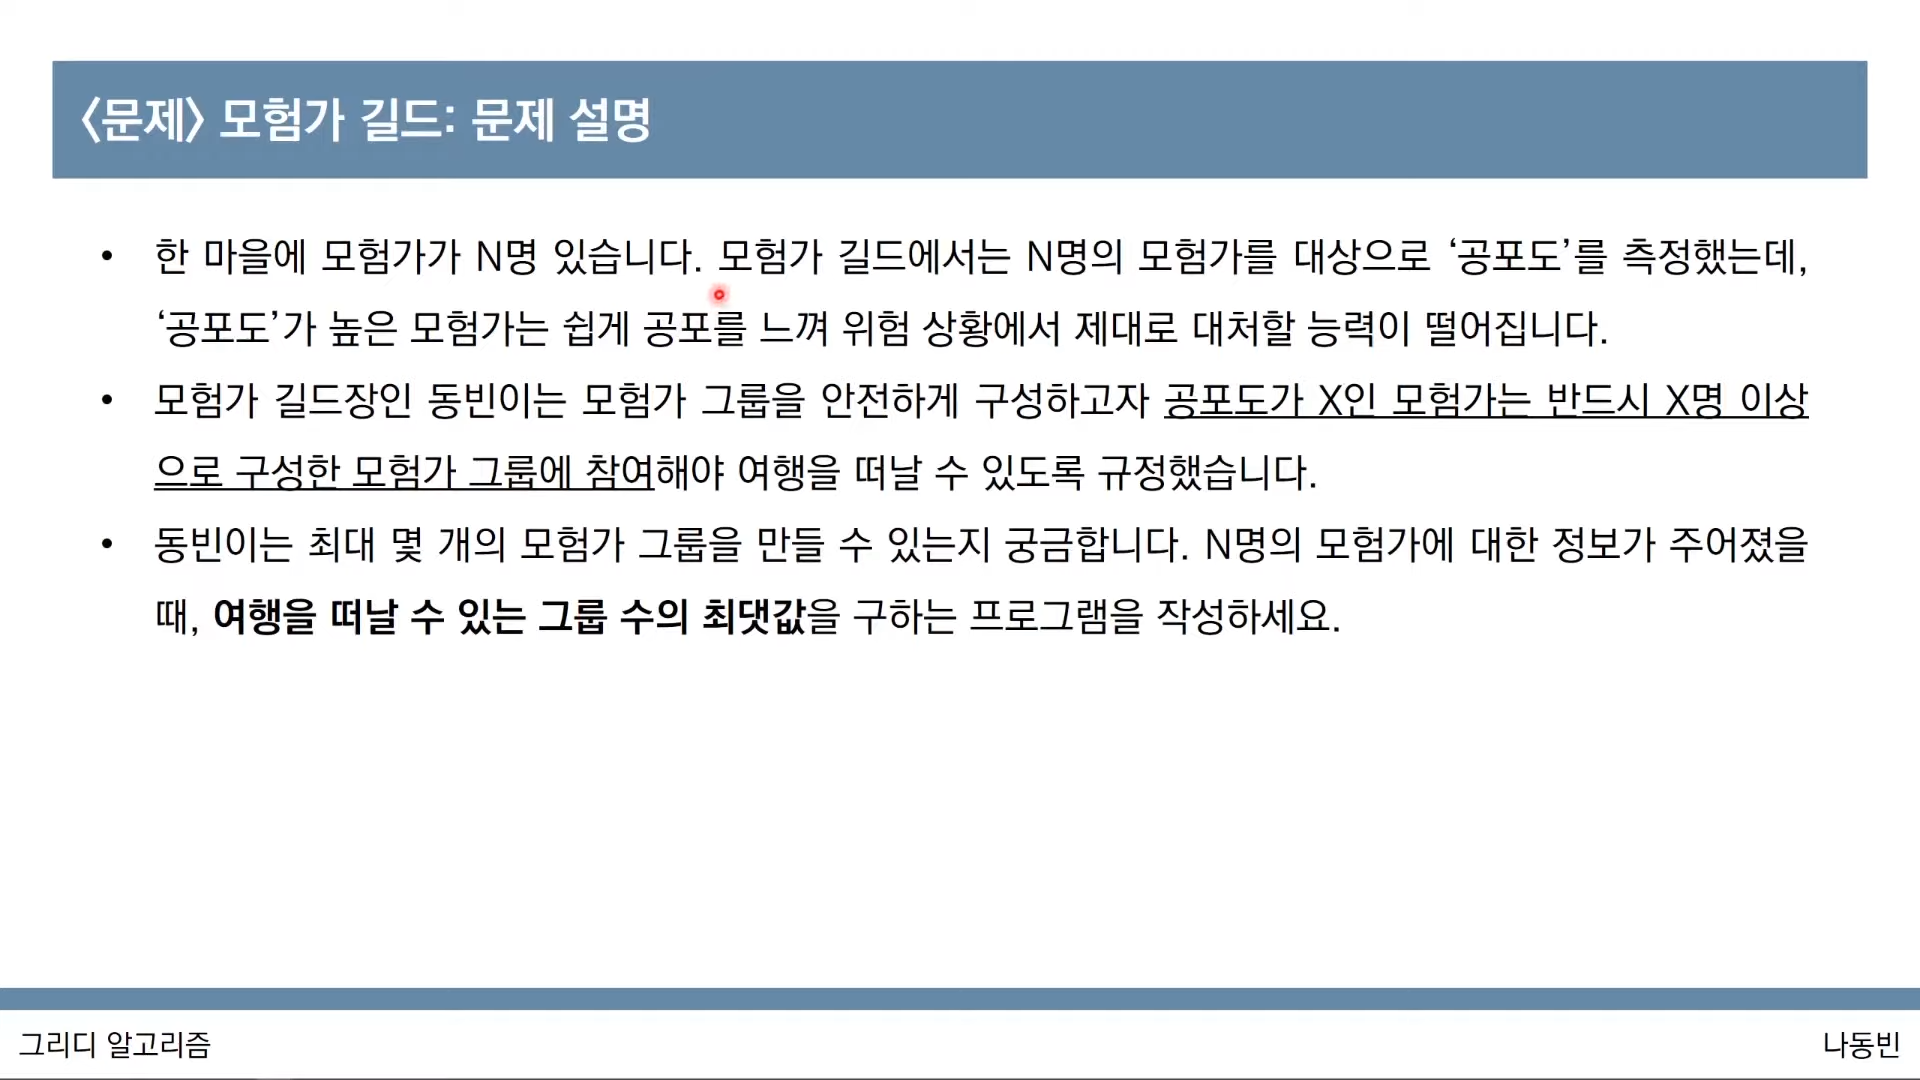 〈문제〉 모험가 길드: 문제 설명
• 한 마을에 모험가가 N명 있습니다. 모험가 길드에서는 N명의 모험가를 대상으로 ‘공포도’를 측정했는데,
‘공포도’가 높은 모험가는 쉽게 공포를 느껴 위험 상황에서 제대로 대처할 능력이 떨어집니다.
• 모험가 길드장인 동빈이는 모험가 그룹을 안전하게 구성하고자 공포도가 X인 모험가는 반드시 X명 이상
으로 구성한 모험가 그룹에 참여해야 여행을 떠날 수 있도록 규정했습니다.
• 동빈이는 최대 몇 개의 모험가 그룹을 만들 수 있는지 궁금합니다. N명의 모험가에 대한 정보가 주어졌을
때, 여행을 떠날 수 있는 그룹 수의 최댓값을 구하는 프로그램을 작성하세요.
그리디 알고리즘
나동빈